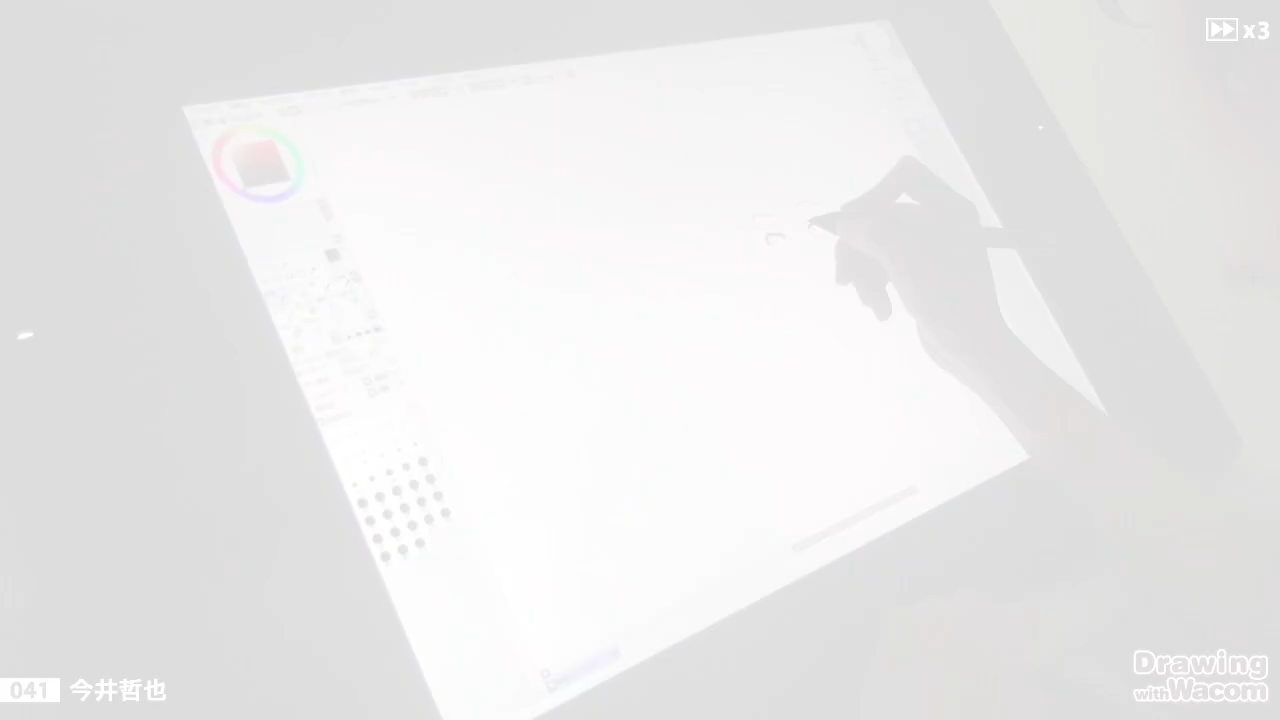 x3
041 今井哲也
Drawing
with Wacom